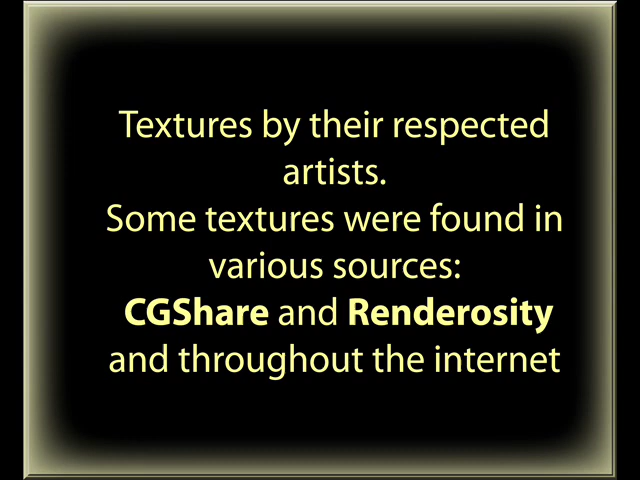 Textures by their respected
artists.
Some textures were found in
various sources:
CGShare and Renderosity
and throughout the internet